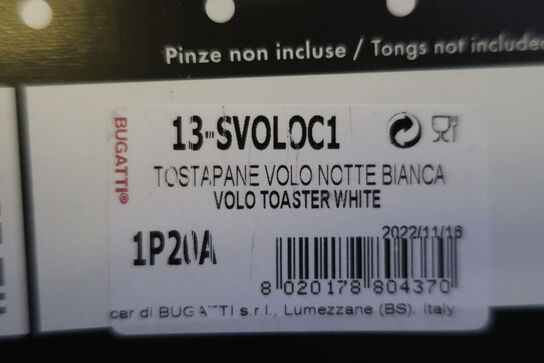 Pinze non incluse / Tongs not included
BUGATTI®
13-SVOLOC1
TOSTAPANE VOLO NOTTE BIANCA
VOLO TOASTER WHITE
1P20A
2022/11/16
8 020178 804370
car di BUGATTI s.r.l., Lumezzane (BS), Italy